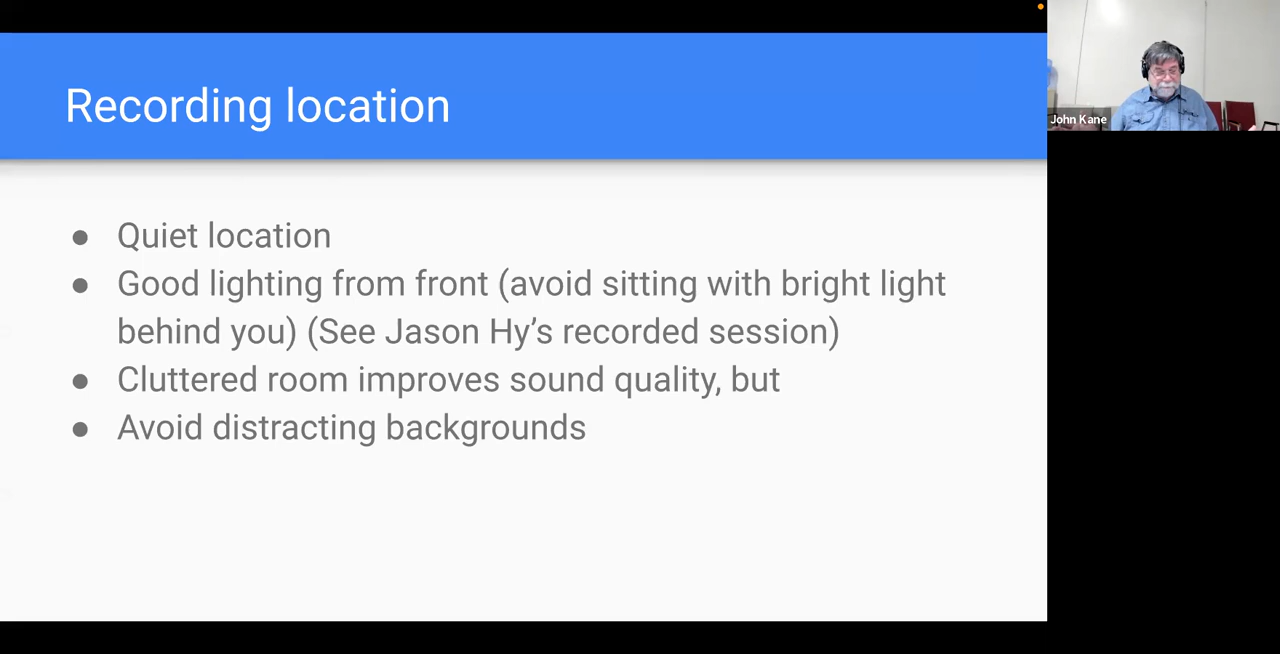 Recording location
● Quiet location
● Good lighting from front (avoid sitting with bright light
behind you) (See Jason Hy’s recorded session)
● Cluttered room improves sound quality, but
● Avoid distracting backgrounds
John Kane